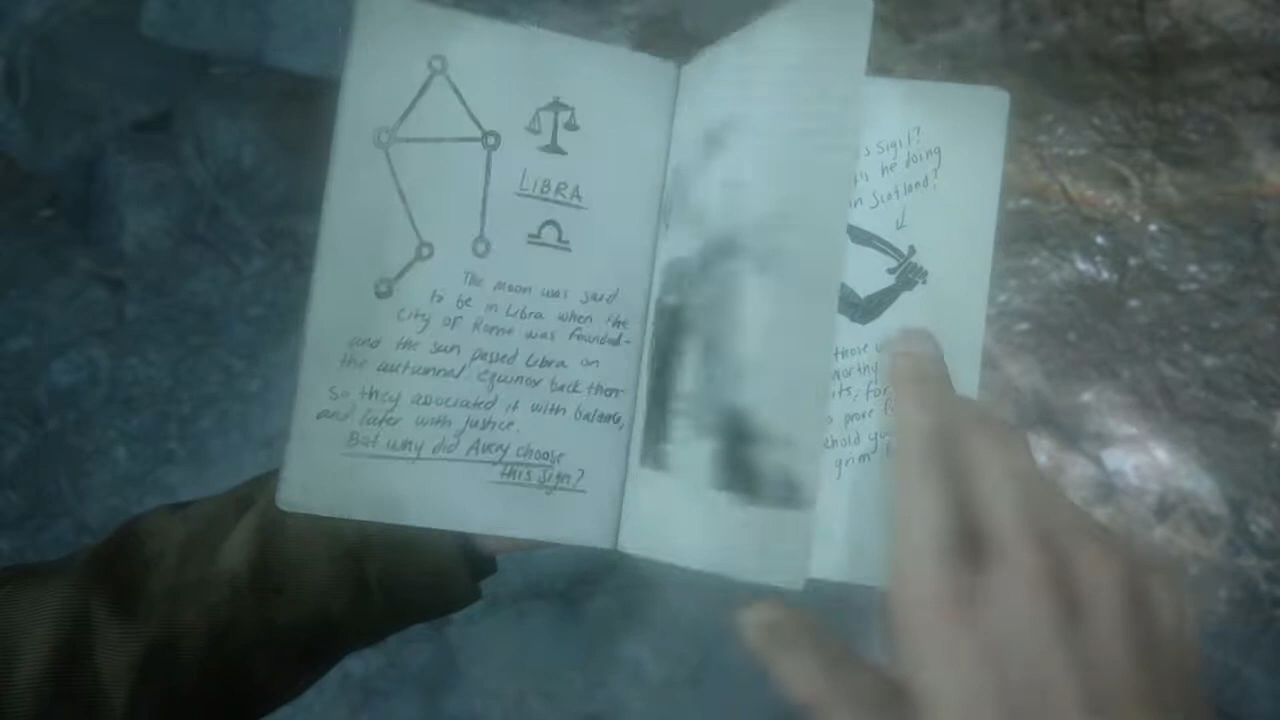 LIBRA
The moon was said
to be in Libra when the
City of Rome was founded-
and the sun passed Libra on
the autumnal equinox back then-
so they associated it with balance,
and later with justice.
But why did Avery choose
this sign?
s sigil?
he doing
in Scotland?
those
worthy
for
prove
grim